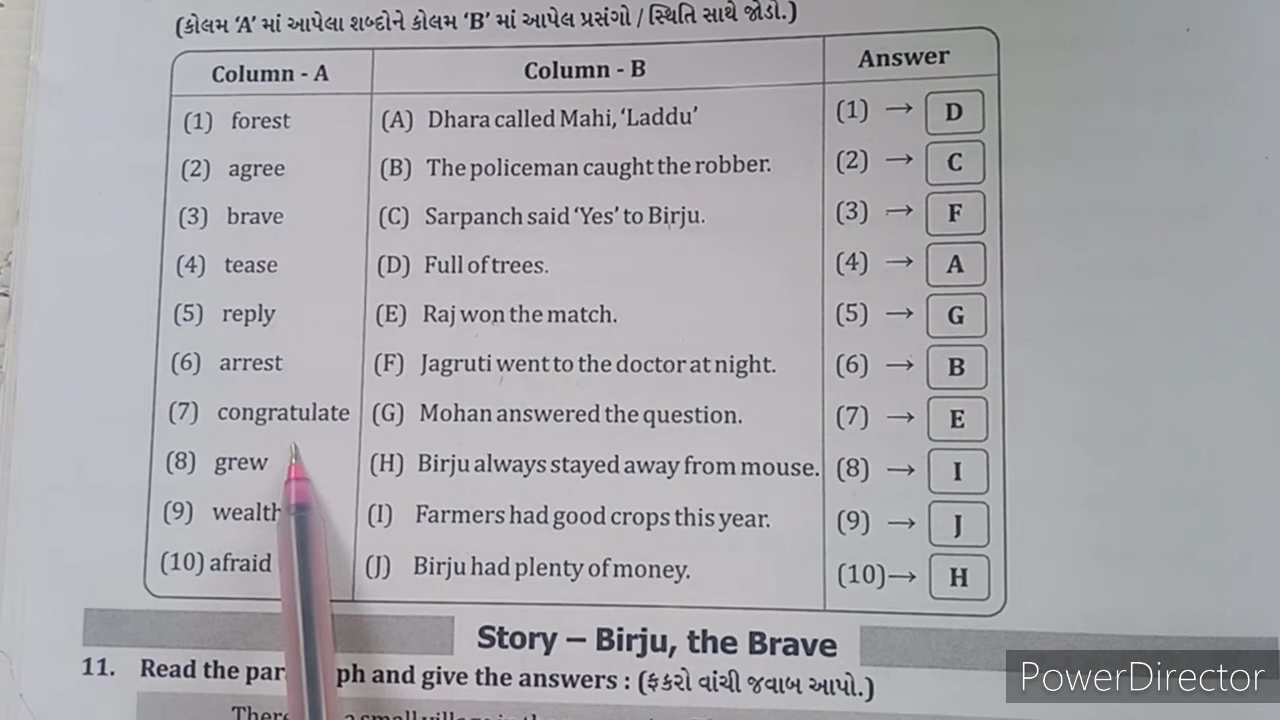 (કોલમ ‘A’ માં આપેલા શબ્દોને કોલમ ‘B’ માં આપેલ પ્રસંગો / સ્થિતિ સાથે જોડો.)
Column - A Column - B Answer
(1) forest (A) Dhara called Mahi, ‘Laddu’ (1) → D
(2) agree (B) The policeman caught the robber. (2) → C
(3) brave (C) Sarpanch said ‘Yes’ to Birju. (3) → F
(4) tease (D) Full of trees. (4) → A
(5) reply (E) Raj won the match. (5) → G
(6) arrest (F) Jagruti went to the doctor at night. (6) → B
(7) congratulate (G) Mohan answered the question. (7) → E
(8) grew (H) Birju always stayed away from mouse. (8) → I
(9) wealth (I) Farmers had good crops this year. (9) → J
(10) afraid (J) Birju had plenty of money. (10) → H
Story – Birju, the Brave
11. Read the par ph and give the answers : (ફકરો વાંચી જવાબ આપો.)
There a small village in the
PowerDirector